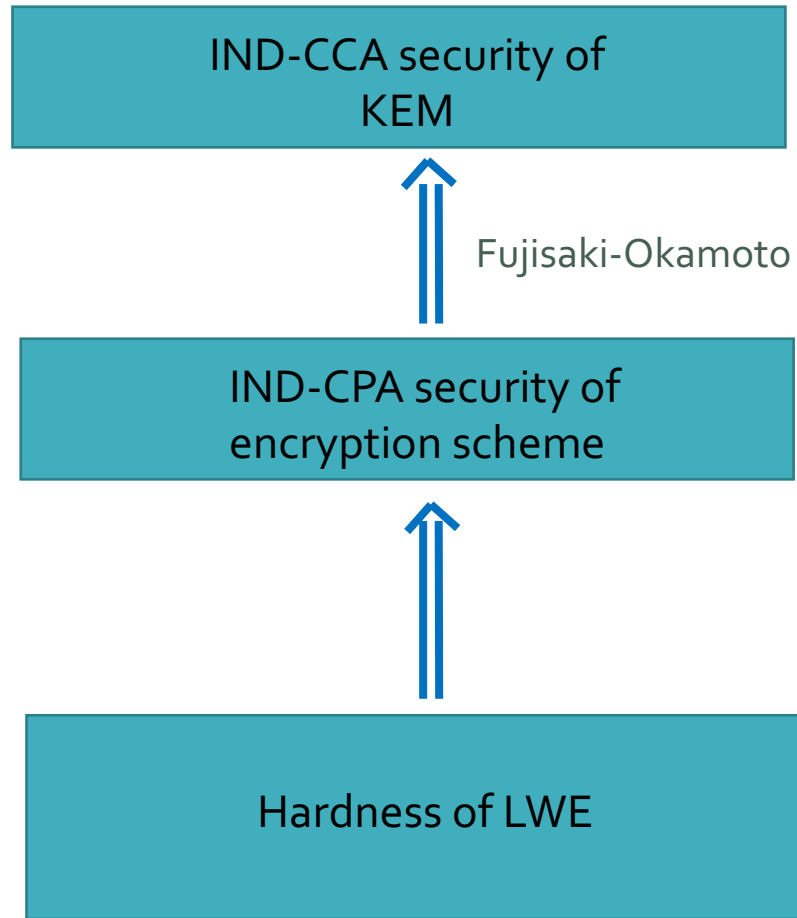 IND-CCA security of
KEM
Fujisaki-Okamoto
IND-CPA security of
encryption scheme
Hardness of LWE